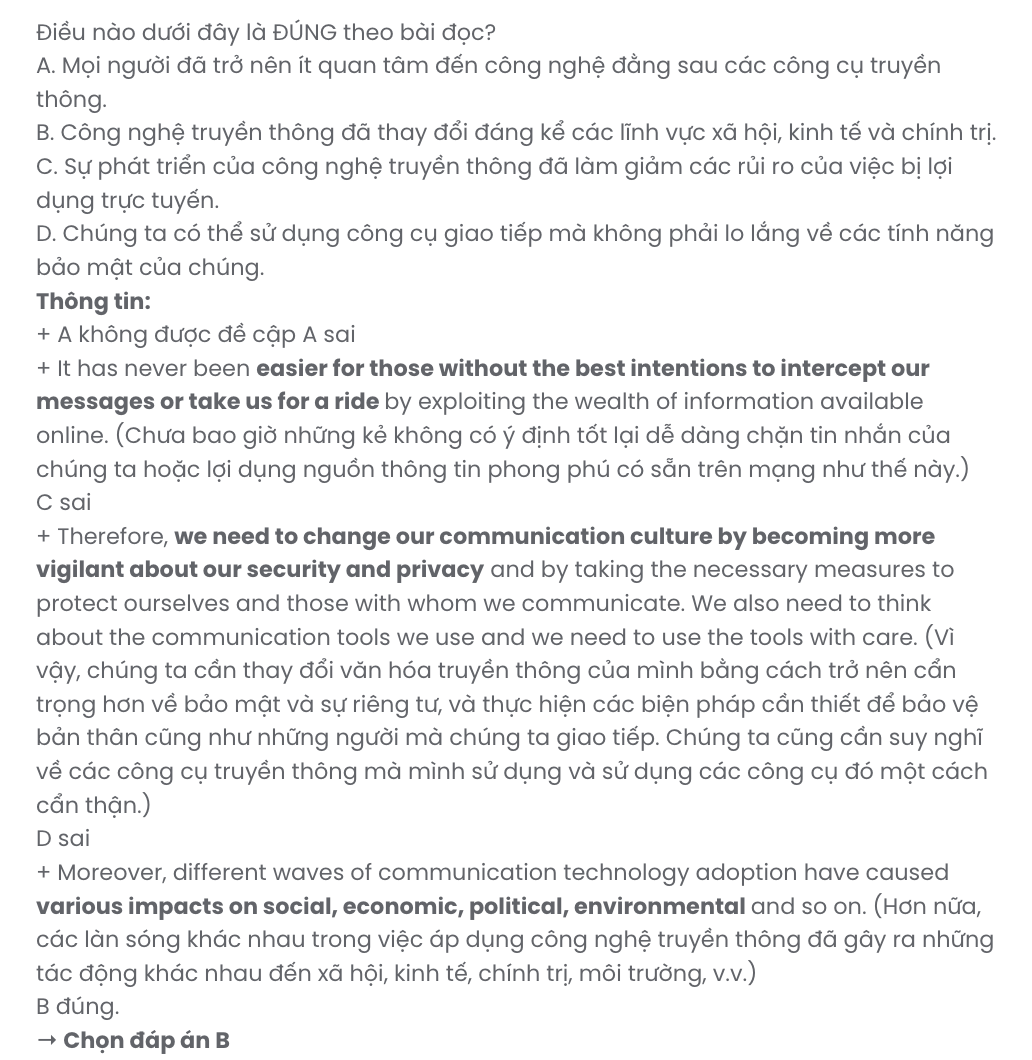 Điều nào dưới đây là ĐÚNG theo bài đọc?
A. Mọi người đã trở nên ít quan tâm đến công nghệ đằng sau các công cụ truyền
thông.
B. Công nghệ truyền thông đã thay đổi đáng kể các lĩnh vực xã hội, kinh tế và chính trị.
C. Sự phát triển của công nghệ truyền thông đã làm giảm các rủi ro của việc bị lợi
dụng trực tuyến.
D. Chúng ta có thể sử dụng công cụ giao tiếp mà không phải lo lắng về các tính năng
bảo mật của chúng.
Thông tin:
+ A không được đề cập A sai
+ It has never been easier for those without the best intentions to intercept our
messages or take us for a ride by exploiting the wealth of information available
online. (Chưa bao giờ những kẻ không có ý định tốt lại dễ dàng chặn tin nhắn của
chúng ta hoặc lợi dụng nguồn thông tin phong phú có sẵn trên mạng như thế này.)
C sai
+ Therefore, we need to change our communication culture by becoming more
vigilant about our security and privacy and by taking the necessary measures to
protect ourselves and those with whom we communicate. We also need to think
about the communication tools we use and we need to use the tools with care. (Vì
vậy, chúng ta cần thay đổi văn hóa truyền thông của mình bằng cách trở nên cẩn
trọng hơn về bảo mật và sự riêng tư, và thực hiện các biện pháp cần thiết để bảo vệ
bản thân cũng như những người mà chúng ta giao tiếp. Chúng ta cũng cần suy nghĩ
về các công cụ truyền thông mà mình sử dụng và sử dụng các công cụ đó một cách
cẩn thận.)
D sai
+ Moreover, different waves of communication technology adoption have caused
various impacts on social, economic, political, environmental and so on. (Hơn nữa,
các làn sóng khác nhau trong việc áp dụng công nghệ truyền thông đã gây ra những
tác động khác nhau đến xã hội, kinh tế, chính trị, môi trường, v.v.)
B đúng.
→ Chọn đáp án B